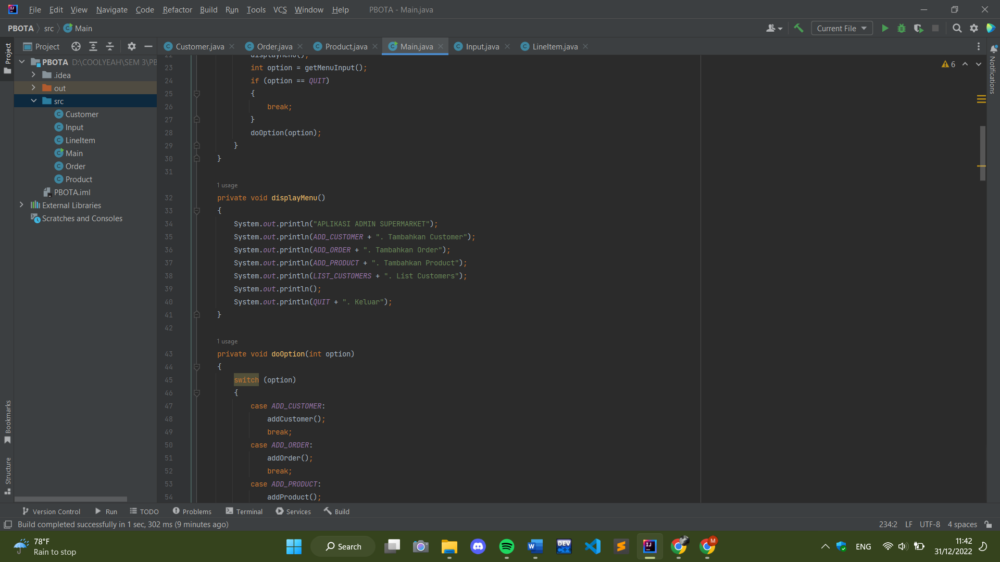 File Edit View Navigate Code Refactor Build Run Tools VCS Window Help PBOTA - Main.java
PBOTA src Main Current File
Project Customer.java Order.java Product.java Main.java Input.java LineItem.java
Project
Notifications
Bookmarks
Structure
PBOTA D:\COOLYEAH\SEM 3\PB
.idea
out
src
Customer
Input
LineItem
Main
Order
Product
PBOTA.iml
External Libraries
Scratches and Consoles
6
22 displayMenu();
23 int option = getMenuInput();
24 if (option == QUIT)
25 {
26 break;
27 }
28 doOption(option);
29 }
30 }
31
1 usage
32 private void displayMenu()
33 {
34 System.out.println("APLIKASI ADMIN SUPERMARKET");
35 System.out.println(ADD_CUSTOMER + ". Tambahkan Customer");
36 System.out.println(ADD_ORDER + ". Tambahkan Order");
37 System.out.println(ADD_PRODUCT + ". Tambahkan Product");
38 System.out.println(LIST_CUSTOMERS + ". List Customers");
39 System.out.println();
40 System.out.println(QUIT + ". Keluar");
41 }
42
1 usage
43 private void doOption(int option)
44 {
45 switch (option)
46 {
47 case ADD_CUSTOMER:
48 addCustomer();
49 break;
50 case ADD_ORDER:
51 addOrder();
52 break;
53 case ADD_PRODUCT:
54 addProduct();
Version Control Run TODO Problems Terminal Services Build
Build completed successfully in 1 sec, 302 ms (9 minutes ago) 234:2 LF UTF-8 4 spaces
78°F
Rain to stop
Search
ENG
11:42
31/12/2022